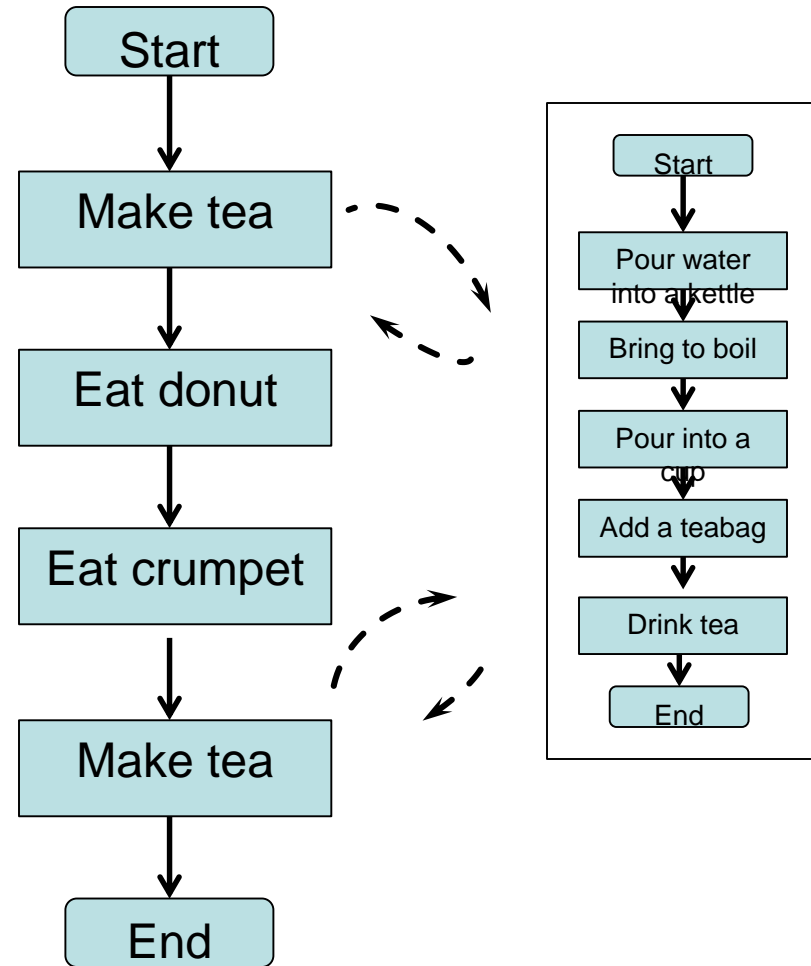 Start
Make tea
Eat donut
Eat crumpet
Make tea
End
Start
Pour water
into a kettle
Bring to boil
Pour into a
cup
Add a teabag
Drink tea
End